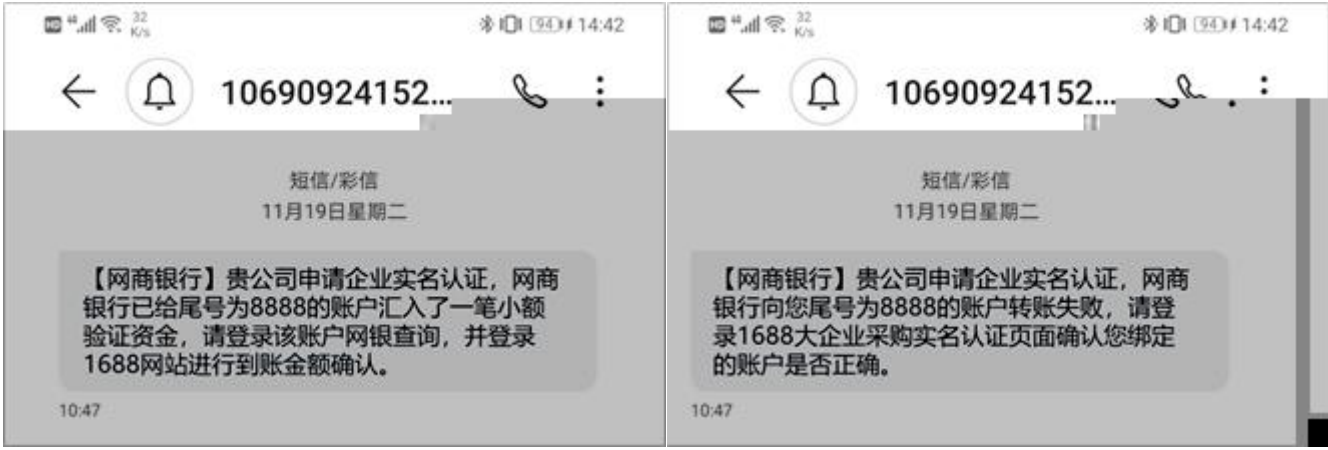 HD 4G 32 K/s 94 14:42
10690924152...
短信/彩信
11月19日星期二
【网商银行】贵公司申请企业实名认证，网商
银行已给尾号为8888的账户汇入了一笔小额
验证资金，请登录该账户网银查询，并登录
1688网站进行到账金额确认。
10:47
HD 4G 32 K/s 94 14:42
10690924152...
短信/彩信
11月19日星期二
【网商银行】贵公司申请企业实名认证，网商
银行向您尾号为8888的账户转账失败，请登
录1688大企业采购实名认证页面确认您绑定
的账户是否正确。
10:47